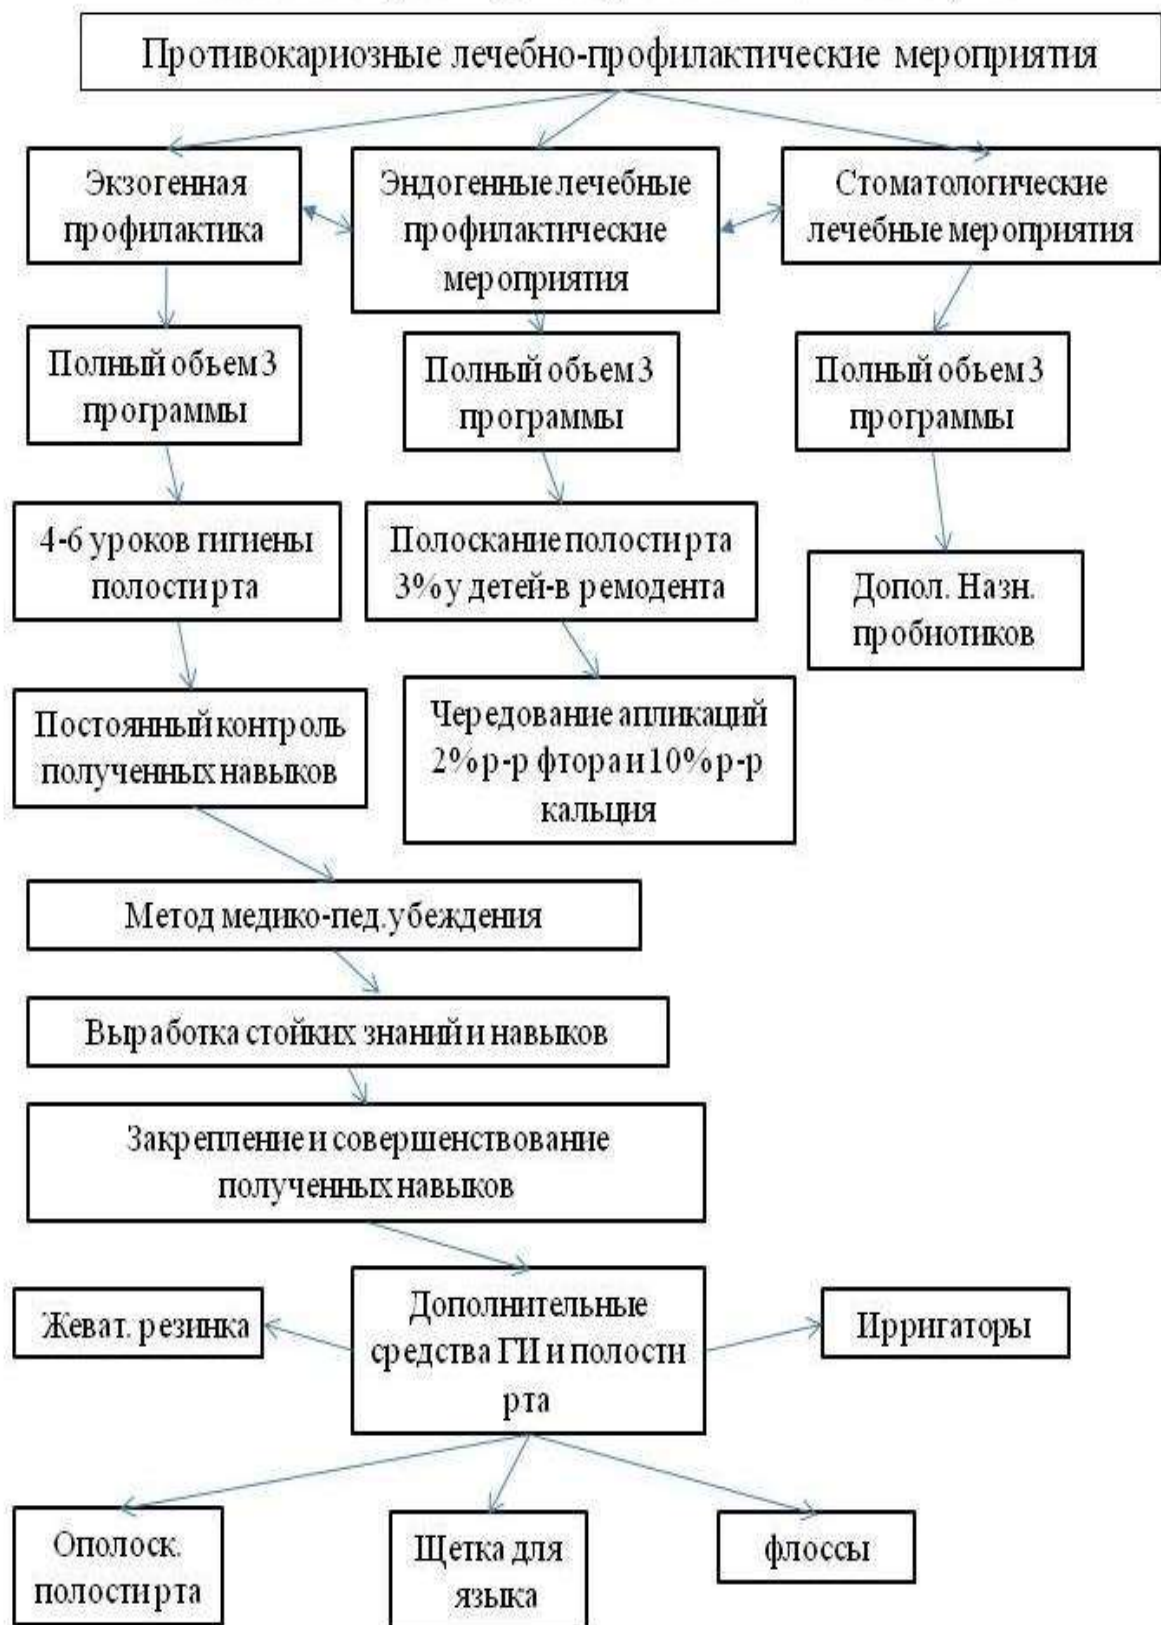 Противокариозные лечебно-профилактические мероприятия
Экзогенная
профилактика
Эндогенные лечебные
профилактические
мероприятия
Стоматологические
лечебные мероприятия
Полный обьем 3
программы
Полный обьем 3
программы
Полный обьем 3
программы
4-6 уроков гигиены
полости рта
Полоскание полости рта
3% у детей-в ремодента
Допол. Назн.
пробиотиков
Постоянный контроль
полученных навыков
Чередование апликаций
2% р-р фтора и 10% р-р
кальция
Метод медико-пед.убеждения
Выработка стойких знаний и навыков
Закрепление и совершенствование
полученных навыков
Жеват. резинка
Дополнительные
средства ГИ и полости
рта
Ирригаторы
Ополоск.
полости рта
Щетка для
языка
флоссы